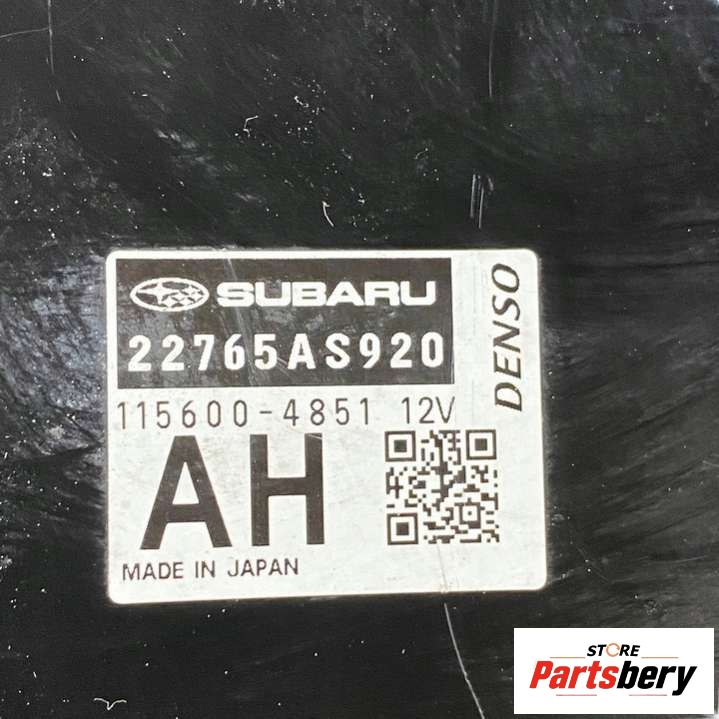 SUBARU
22765AS920
DENSO
115600-4851 12V
AH
MADE IN JAPAN
STORE
Partsbery